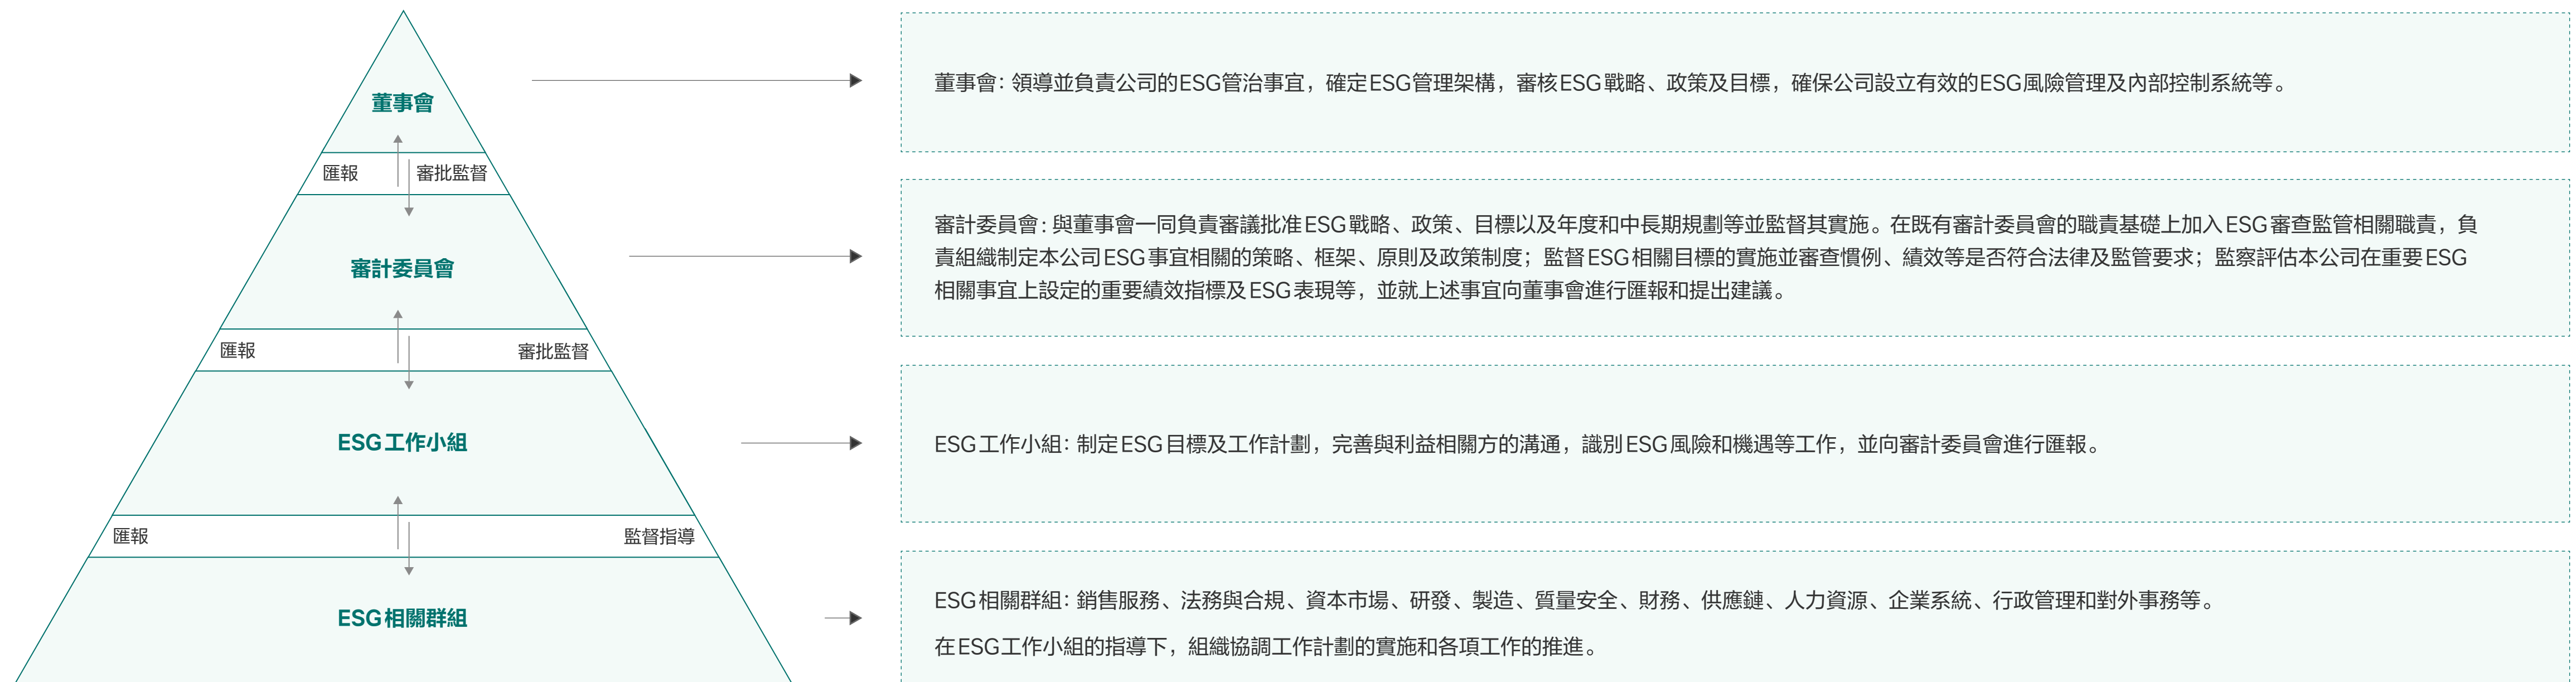 董事會
董事會：領導並負責公司的ESG管治事宜，確定ESG管理架構，審核ESG戰略、政策及目標，確保公司設立有效的ESG風險管理及內部控制系統等。
匯報
審批監督
審計委員會
審計委員會：與董事會一同負責審議批准ESG戰略、政策、目標以及年度和中長期規劃等並監督其實施。在既有審計委員會的職責基礎上加入ESG審查監管相關職責，負
責組織制定本公司ESG事宜相關的策略、框架、原則及政策制度；監督ESG相關目標的實施並審查慣例、績效等是否符合法律及監管要求；監察評估本公司在重要ESG
相關事宜上設定的重要績效指標及ESG表現等，並就上述事宜向董事會進行匯報和提出建議。
匯報
審批監督
ESG工作小組
ESG工作小組：制定ESG目標及工作計劃，完善與利益相關方的溝通，識別ESG風險和機遇等工作，並向審計委員會進行匯報。
匯報
監督指導
ESG相關群組
ESG相關群組：銷售服務、法務與合規、資本市場、研發、製造、質量安全、財務、供應鏈、人力資源、企業系統、行政管理和對外事務等。
在ESG工作小組的指導下，組織協調工作計劃的實施和各項工作的推進。